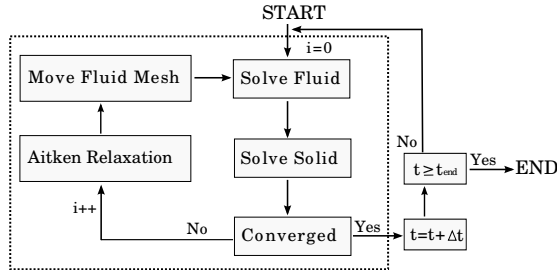 START
i=0
Move Fluid Mesh
Solve Fluid
No
Aitken Relaxation
Solve Solid
t ≥ tend
Yes
END
i++
No
Converged
Yes
t=t+Δt